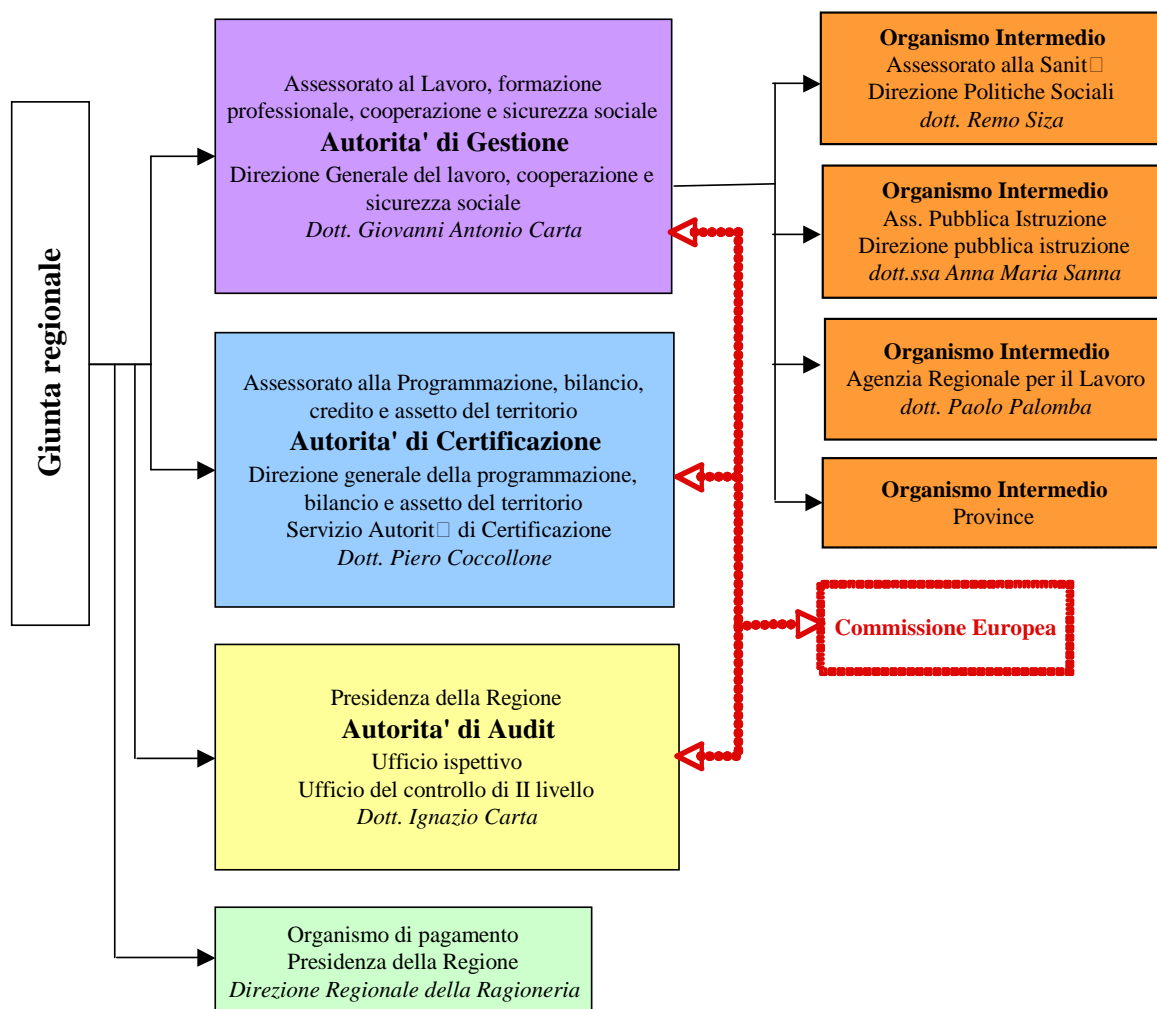 Giunta regionale
Assessorato al Lavoro, formazione
professionale, cooperazione e sicurezza sociale
Autorita' di Gestione
Direzione Generale del lavoro, cooperazione e
sicurezza sociale
Dott. Giovanni Antonio Carta
Assessorato alla Programmazione, bilancio,
credito e assetto del territorio
Autorita' di Certificazione
Direzione generale della programmazione,
bilancio e assetto del territorio
Servizio Autorit□ di Certificazione
Dott. Piero Coccollone
Presidenza della Regione
Autorita' di Audit
Ufficio ispettivo
Ufficio del controllo di II livello
Dott. Ignazio Carta
Organismo di pagamento
Presidenza della Regione
Direzione Regionale della Ragioneria
Organismo Intermedio
Assessorato alla Sanit□
Direzione Politiche Sociali
dott. Remo Siza
Organismo Intermedio
Ass. Pubblica Istruzione
Direzione pubblica istruzione
dott.ssa Anna Maria Sanna
Organismo Intermedio
Agenzia Regionale per il Lavoro
dott. Paolo Palomba
Organismo Intermedio
Province
Commissione Europea